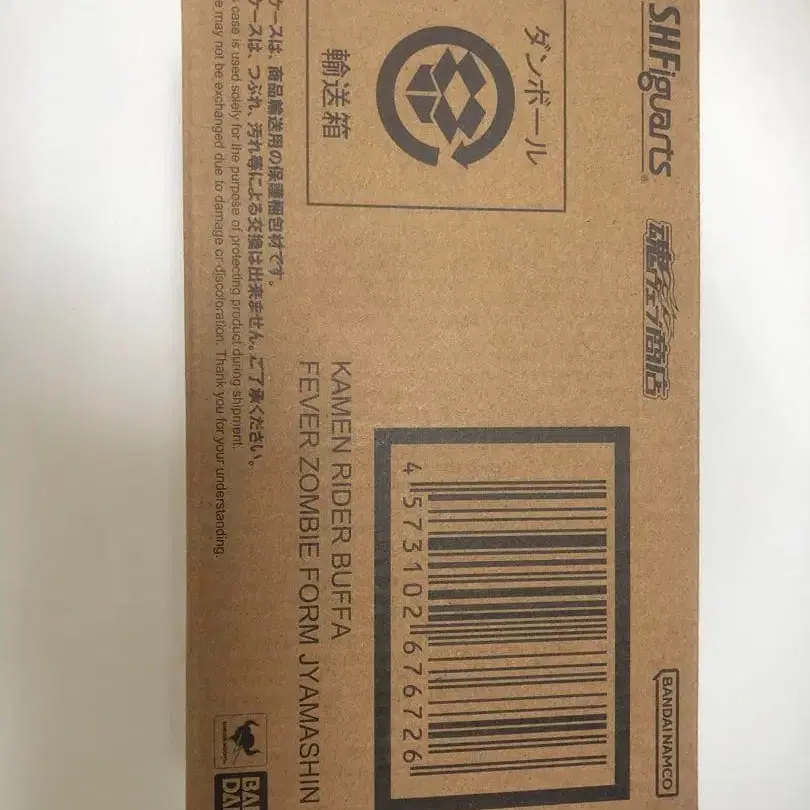 S.H.Figuarts
魂ウェブ商店
ダンボール
輸送箱
ケースは、商品輸送用の保護梱包材です。
ケースは、つぶれ、汚れ等による交換は出来ません。ご了承ください。
case is used solely for the purpose of protecting product during shipment.
may not be exchanged due to damage or discoloration. Thank you for your understanding.
KAMEN RIDER BUFFA
FEVER ZOMBIE FORM JYAMASHIN
4573102676726
BANDAI NAMCO